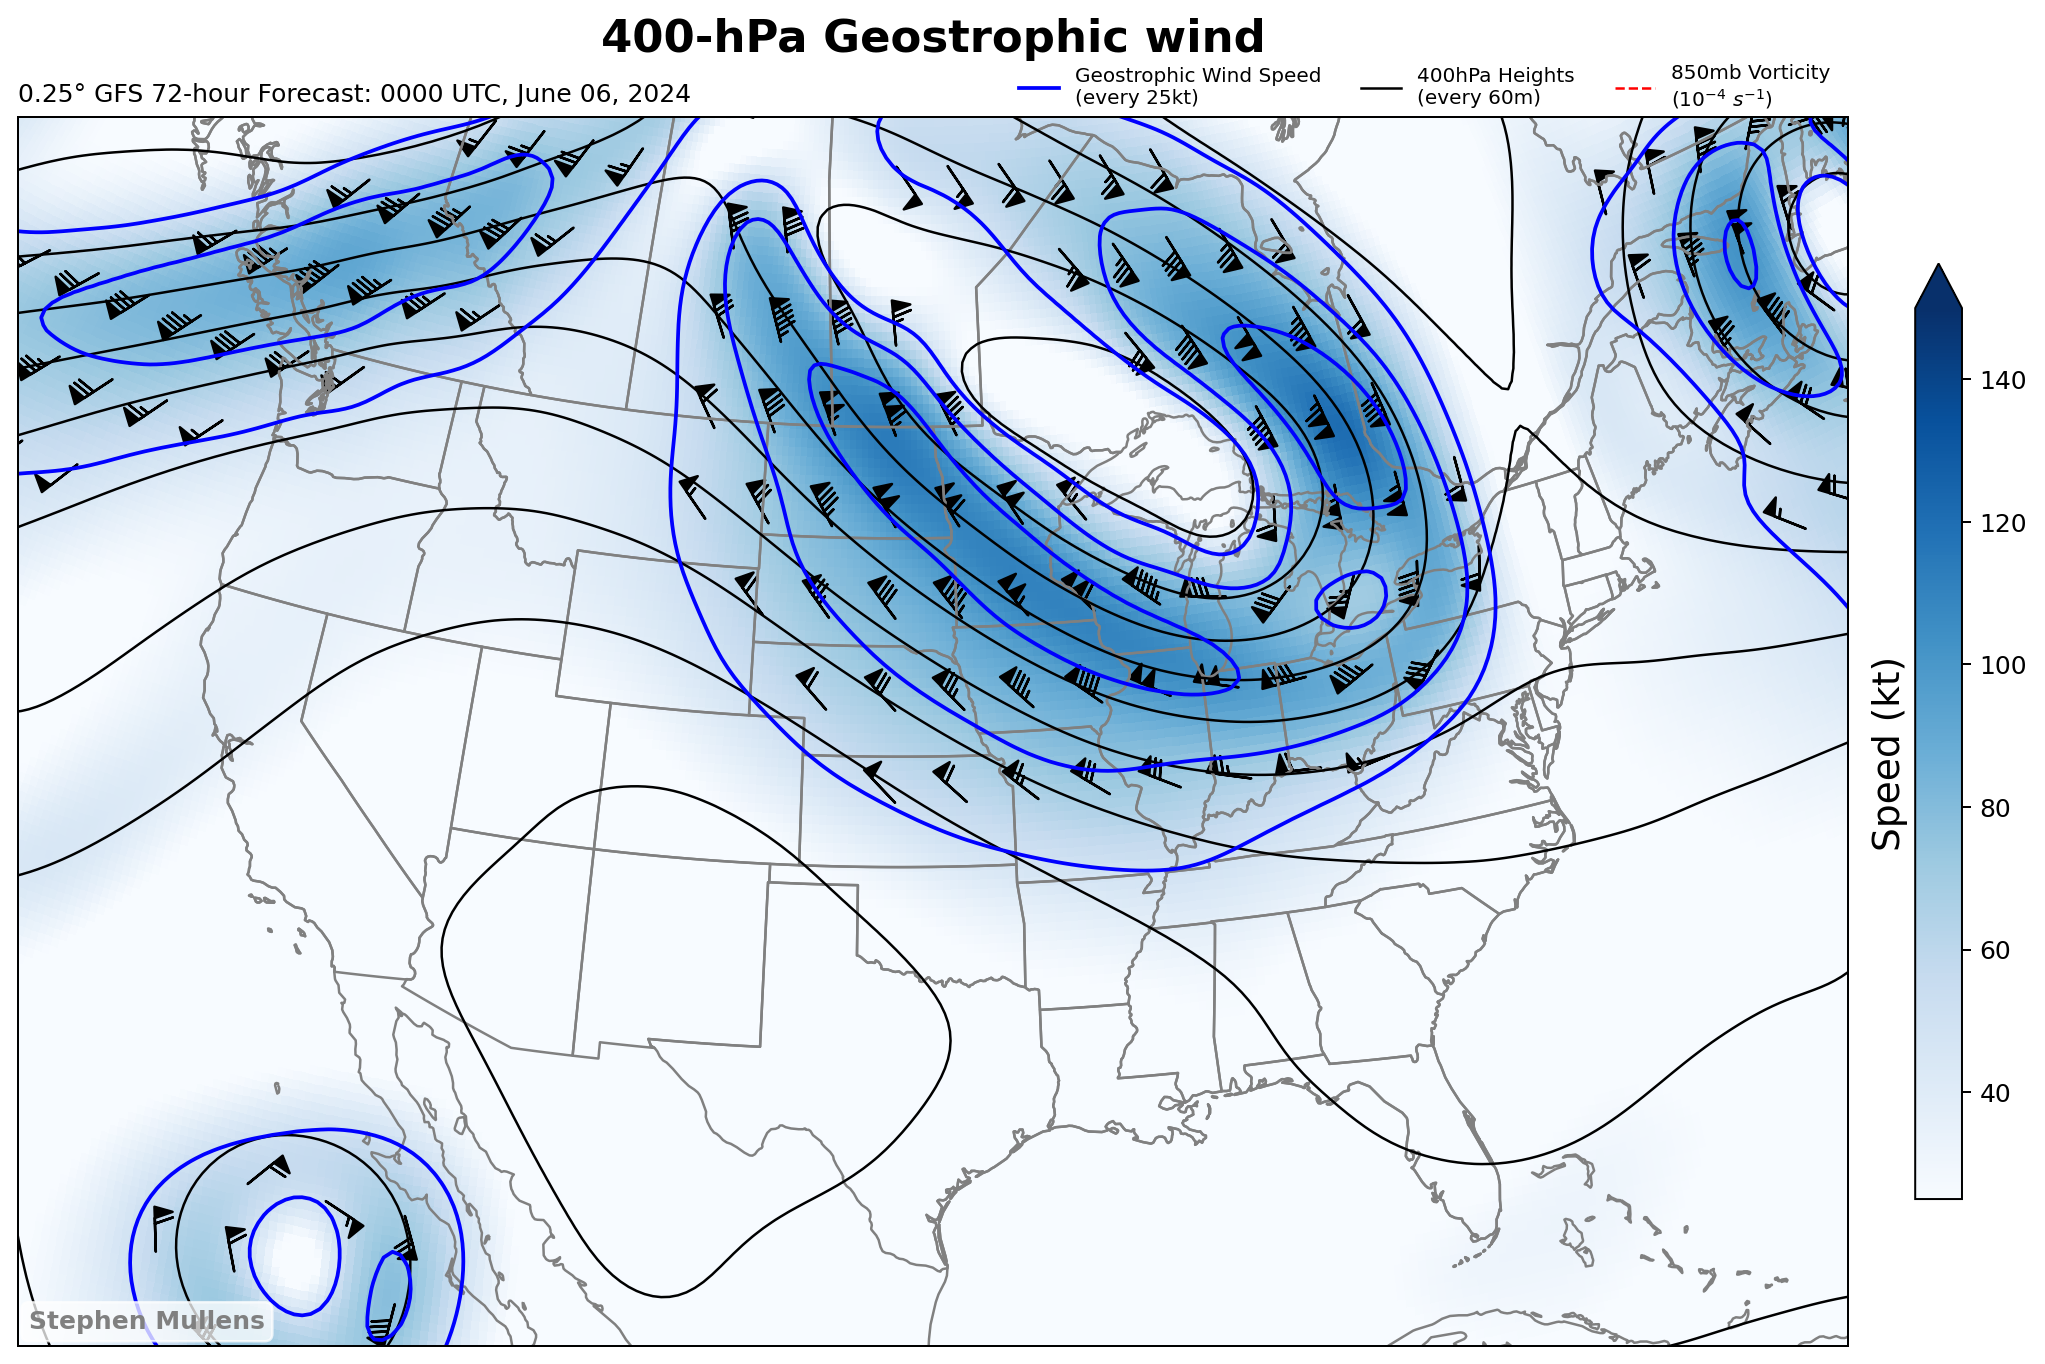 400-hPa Geostrophic wind
0.25° GFS 72-hour Forecast: 0000 UTC, June 06, 2024
Geostrophic Wind Speed
(every 25kt)
400hPa Heights
(every 60m)
850mb Vorticity
(10⁻⁴ s⁻¹)
140
120
100
80
60
40
Speed (kt)
Stephen Mullens